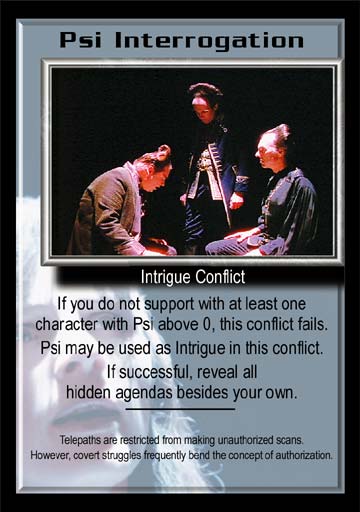 Psi Interrogation
Intrigue Conflict
If you do not support with at least one
character with Psi above 0, this conflict fails.
Psi may be used as Intrigue in this conflict.
If successful, reveal all
hidden agendas besides your own.
Telepaths are restricted from making unauthorized scans.
However, covert struggles frequently bend the concept of authorization.